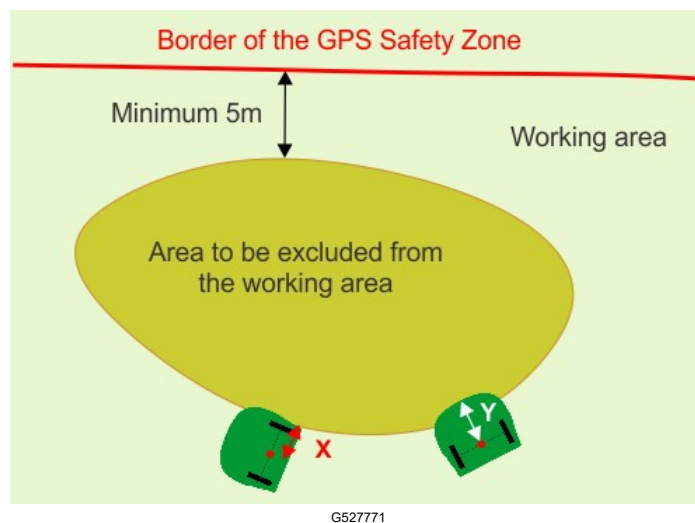 Border of the GPS Safety Zone
Minimum 5m
Working area
Area to be excluded from
the working area
X
Y
G527771